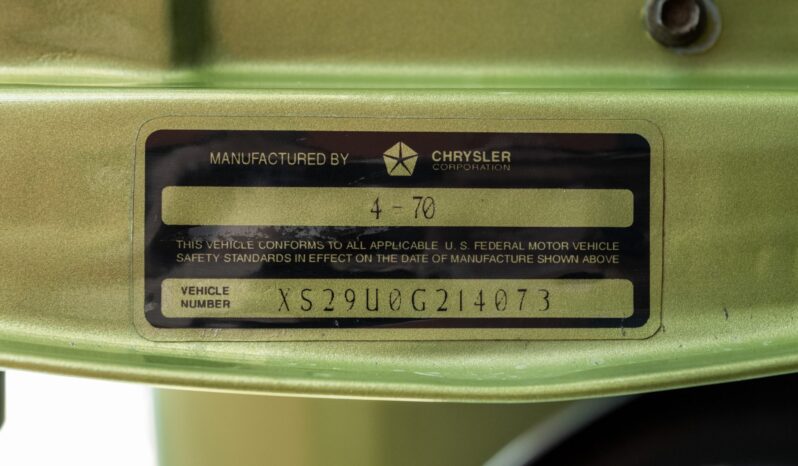 MANUFACTURED BY CHRYSLER CORPORATION
4-70
THIS VEHICLE CONFORMS TO ALL APPLICABLE U.S. FEDERAL MOTOR VEHICLE
SAFETY STANDARDS IN EFFECT ON THE DATE OF MANUFACTURE SHOWN ABOVE
VEHICLE NUMBER XS29U0G214073